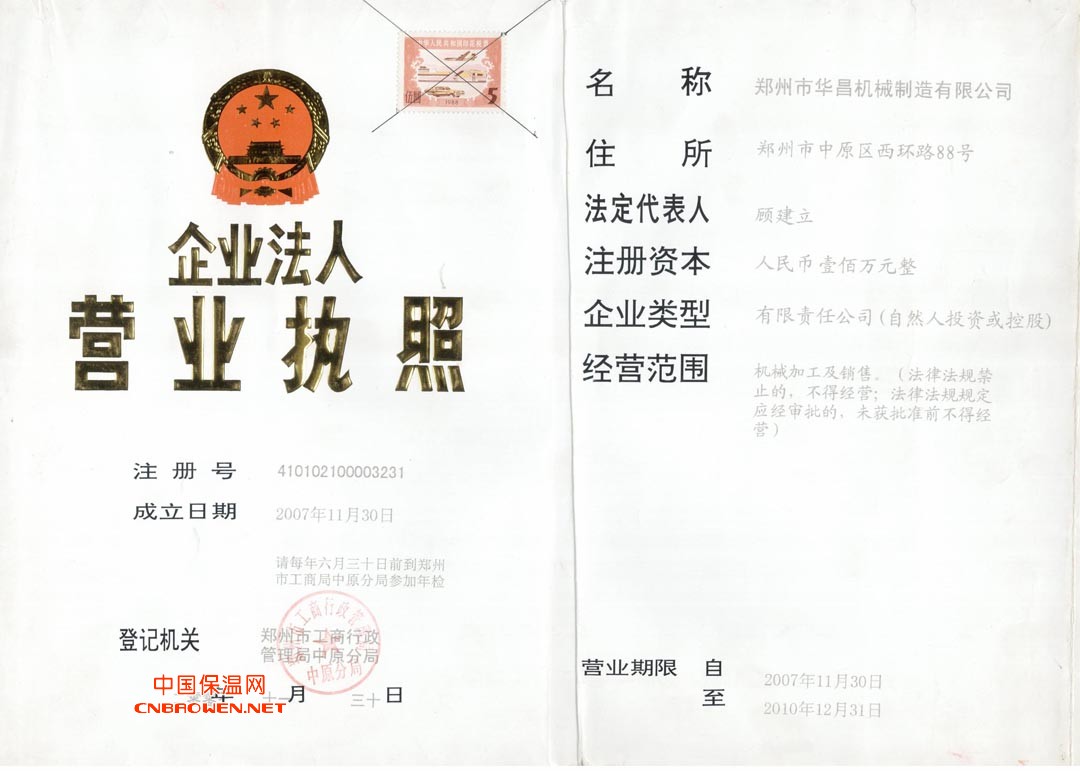 企业法人
营业执照
注册号 410102100003231
成立日期 2007年11月30日
请每年六月三十日前到郑州
市工商局中原分局参加年检
登记机关 郑州市工商行政
管理局中原分局
年 十一月 三十日
中国保温网
CNBAOWEN.NET
中原分局
伍圆 1988 5
名称 郑州市华昌机械制造有限公司
住所 郑州市中原区西环路88号
法定代表人 顾建立
注册资本 人民币壹佰万元整
企业类型 有限责任公司(自然人投资或控股)
经营范围 机械加工及销售。(法律法规禁
止的,不得经营;法律法规规定
应经审批的,未获批准前不得经
营)
营业期限 自 2007年11月30日
至 2010年12月31日